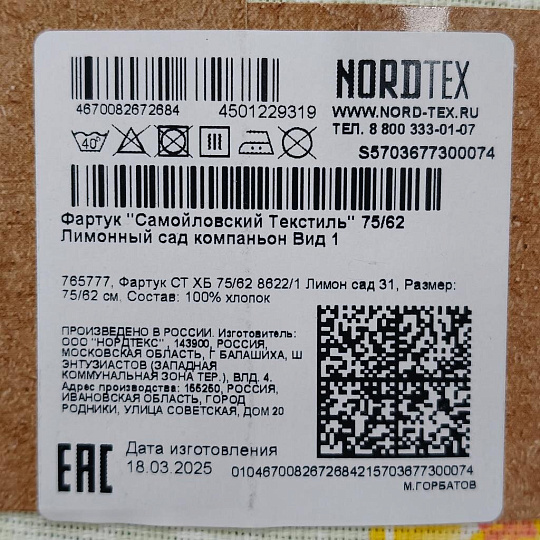 NORDTEX
4670082672684 4501229319
WWW.NORD-TEX.RU
ТЕЛ. 8 800 333-01-07
40°
S5703677300074
Фартук "Самойловский Текстиль" 75/62
Лимонный сад компаньон Вид 1
765777, Фартук СТ ХБ 75/62 8622/1 Лимон сад 31, Размер:
75/62 см, Состав: 100% хлопок
ПРОИЗВЕДЕНО В РОССИИ. Изготовитель:
ООО "НОРДТЕКС", 143900, РОССИЯ,
МОСКОВСКАЯ ОБЛАСТЬ, Г БАЛАШИХА, Ш
ЭНТУЗИАСТОВ (ЗАПАДНАЯ
КОММУНАЛЬНАЯ ЗОНА ТЕР.), ВЛД. 4.
Адрес производства: 155250, РОССИЯ,
ИВАНОВСКАЯ ОБЛАСТЬ, ГОРОД
РОДНИКИ, УЛИЦА СОВЕТСКАЯ, ДОМ 20
EAC
Дата изготовления
18.03.2025
0104670082672684215703677300074
М.ГОРБАТОВ